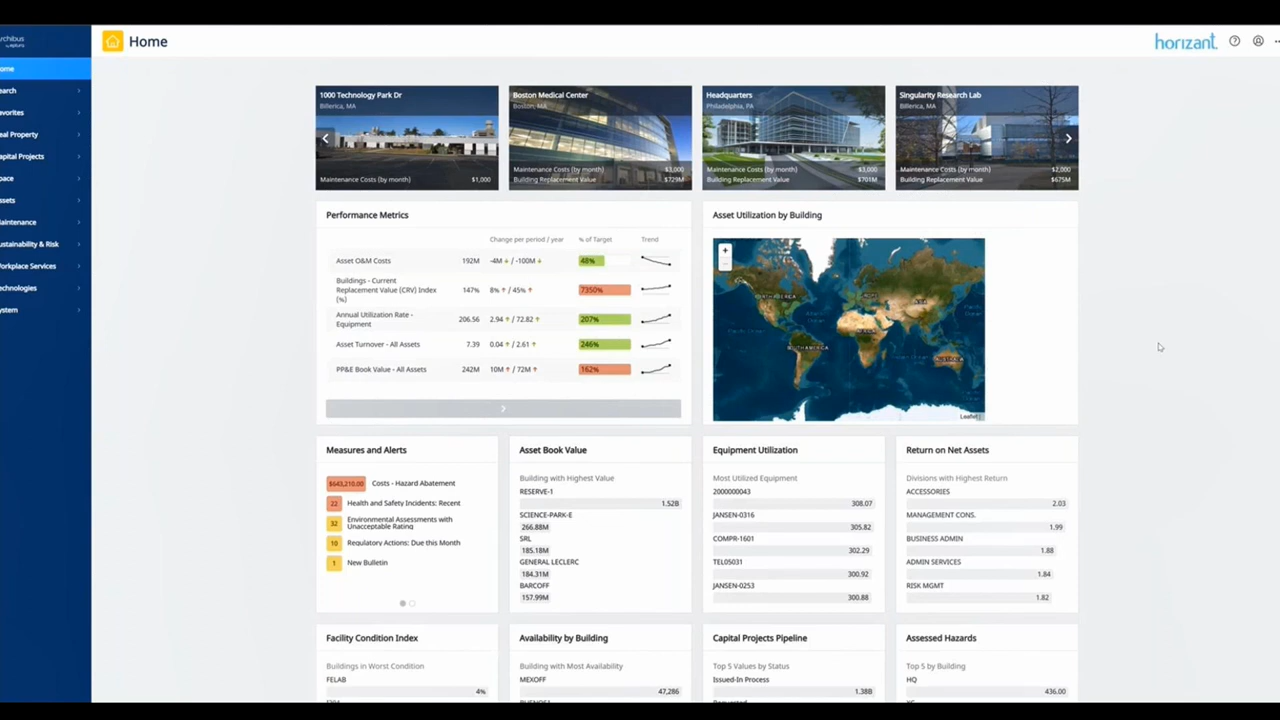 Archibus
by eptura
Home
horizant.
ome
earch
avorites
eal Property
apital Projects
pace
ssets
aintenance
ustainability & Risk
orkplace Services
echnologies
ystem
1000 Technology Park Dr
Billerica, MA
Maintenance Costs (by month) $1,000
Boston Medical Center
Boston, MA
Maintenance Costs (by month) $3,000
Building Replacement Value $729M
Headquarters
Philadelphia, PA
Maintenance Costs (by month) $3,000
Building Replacement Value $701M
Singularity Research Lab
Billerica, MA
Maintenance Costs (by month) $2,000
Building Replacement Value $675M
Performance Metrics
Change per period / year % of Target Trend
Asset O&M Costs 192M -4M / -100M 48%
Buildings - Current
Replacement Value (CRV) Index
(%)
147% 8% / 45% 7350%
Annual Utilization Rate -
Equipment
206.56 2.94 / 72.82 207%
Asset Turnover - All Assets 7.39 0.04 / 2.61 246%
PP&E Book Value - All Assets 242M 10M / 72M 162%
Asset Utilization by Building
+
NORTH AMERICA
EUROPE
ASIA
AFRICA
SOUTH AMERICA
AUSTRALIA
Leaflet
Measures and Alerts
$643,210.00 Costs - Hazard Abatement
22 Health and Safety Incidents: Recent
32 Environmental Assessments with
Unacceptable Rating
10 Regulatory Actions: Due this Month
1 New Bulletin
Asset Book Value
Building with Highest Value
RESERVE-1
1.52B
SCIENCE-PARK-E
266.88M
SRL
185.18M
GENERAL LECLERC
184.31M
BARCOFF
157.99M
Equipment Utilization
Most Utilized Equipment
2000000043
308.07
JANSEN-0316
305.82
COMPR-1601
302.29
TEL05031
300.92
JANSEN-0253
300.88
Return on Net Assets
Divisions with Highest Return
ACCESSORIES
2.03
MANAGEMENT CONS.
1.99
BUSINESS ADMIN
1.88
ADMIN SERVICES
1.84
RISK MGMT
1.82
Facility Condition Index
Buildings in Worst Condition
FELAB
4%
Availability by Building
Building with Most Availability
MEXOFF
47,286
Capital Projects Pipeline
Top 5 Values by Status
Issued-In Process
1.38B
Assessed Hazards
Top 5 by Building
HQ
436.00